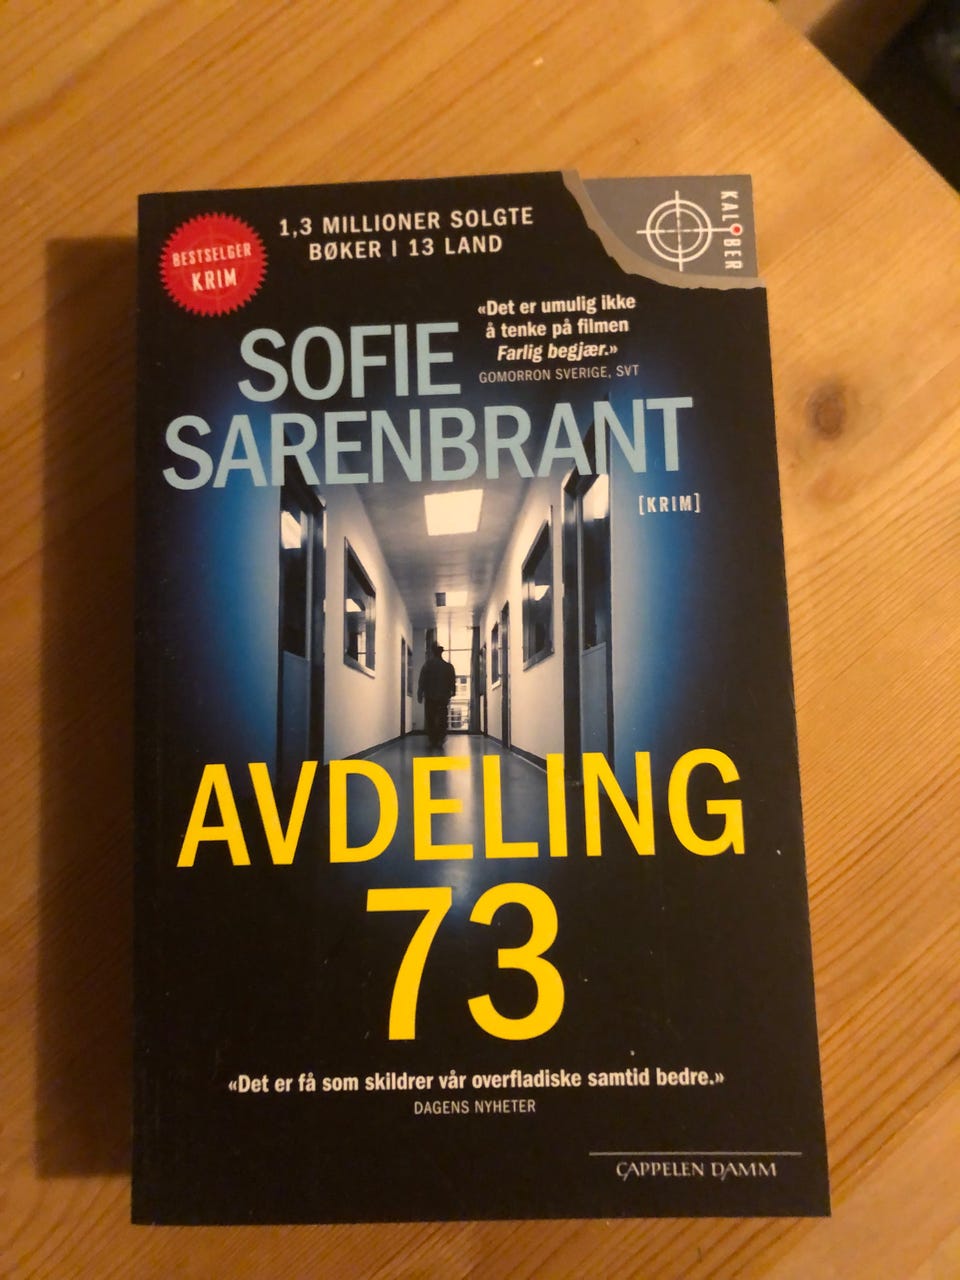 1,3 MILLIONER SOLGTE
BØKER I 13 LAND
BESTSELGER
KRIM
KALIBER
«Det er umulig ikke
å tenke på filmen
Farlig begjær.»
GOMORRON SVERIGE, SVT
SOFIE
SARENBRANT
[KRIM]
AVDELING
73
«Det er få som skildrer vår overfladiske samtid bedre.»
DAGENS NYHETER
CAPPELEN DAMM